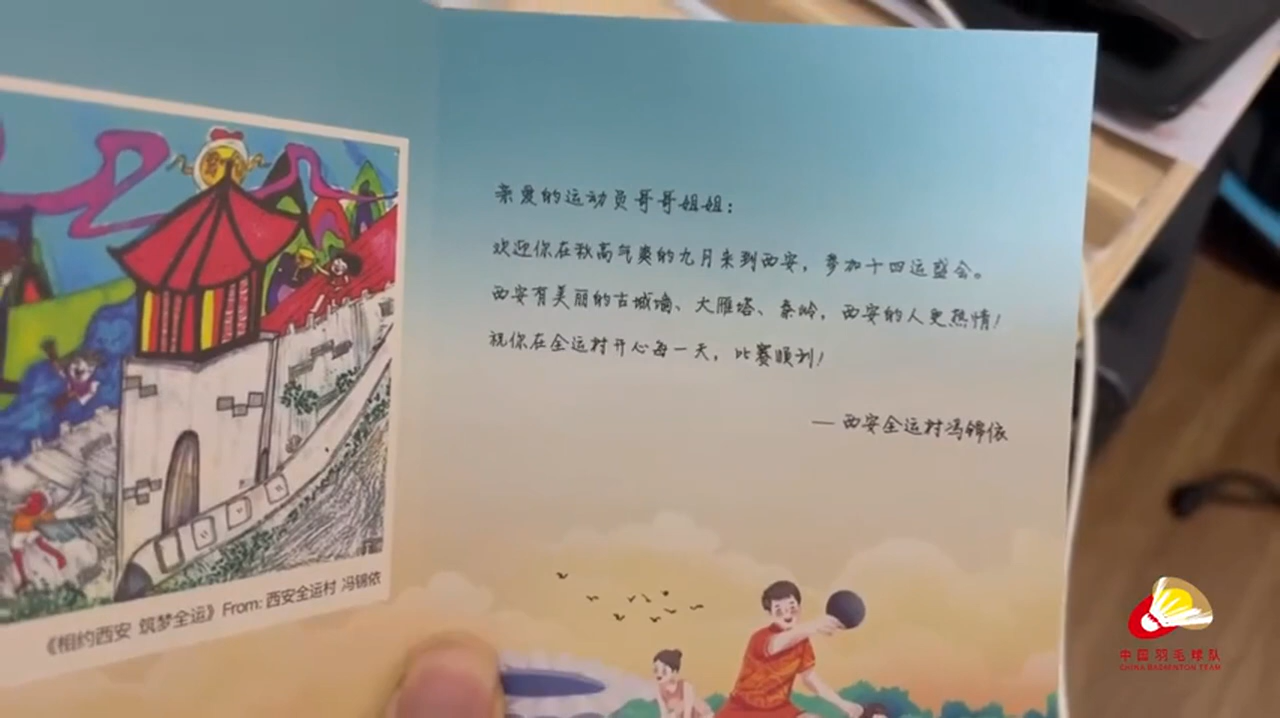 亲爱的运动员哥哥姐姐：
欢迎你在秋高气爽的九月来到西安，参加十四运盛会。
西安有美丽的古城墙、大雁塔、秦岭，西安的人更热情！
祝你在全运村开心每一天，比赛顺利！
— 西安全运村冯锦依
《相约西安 筑梦全运》From: 西安全运村 冯锦依
中国羽毛球队
CHINA BADMINTON TEAM